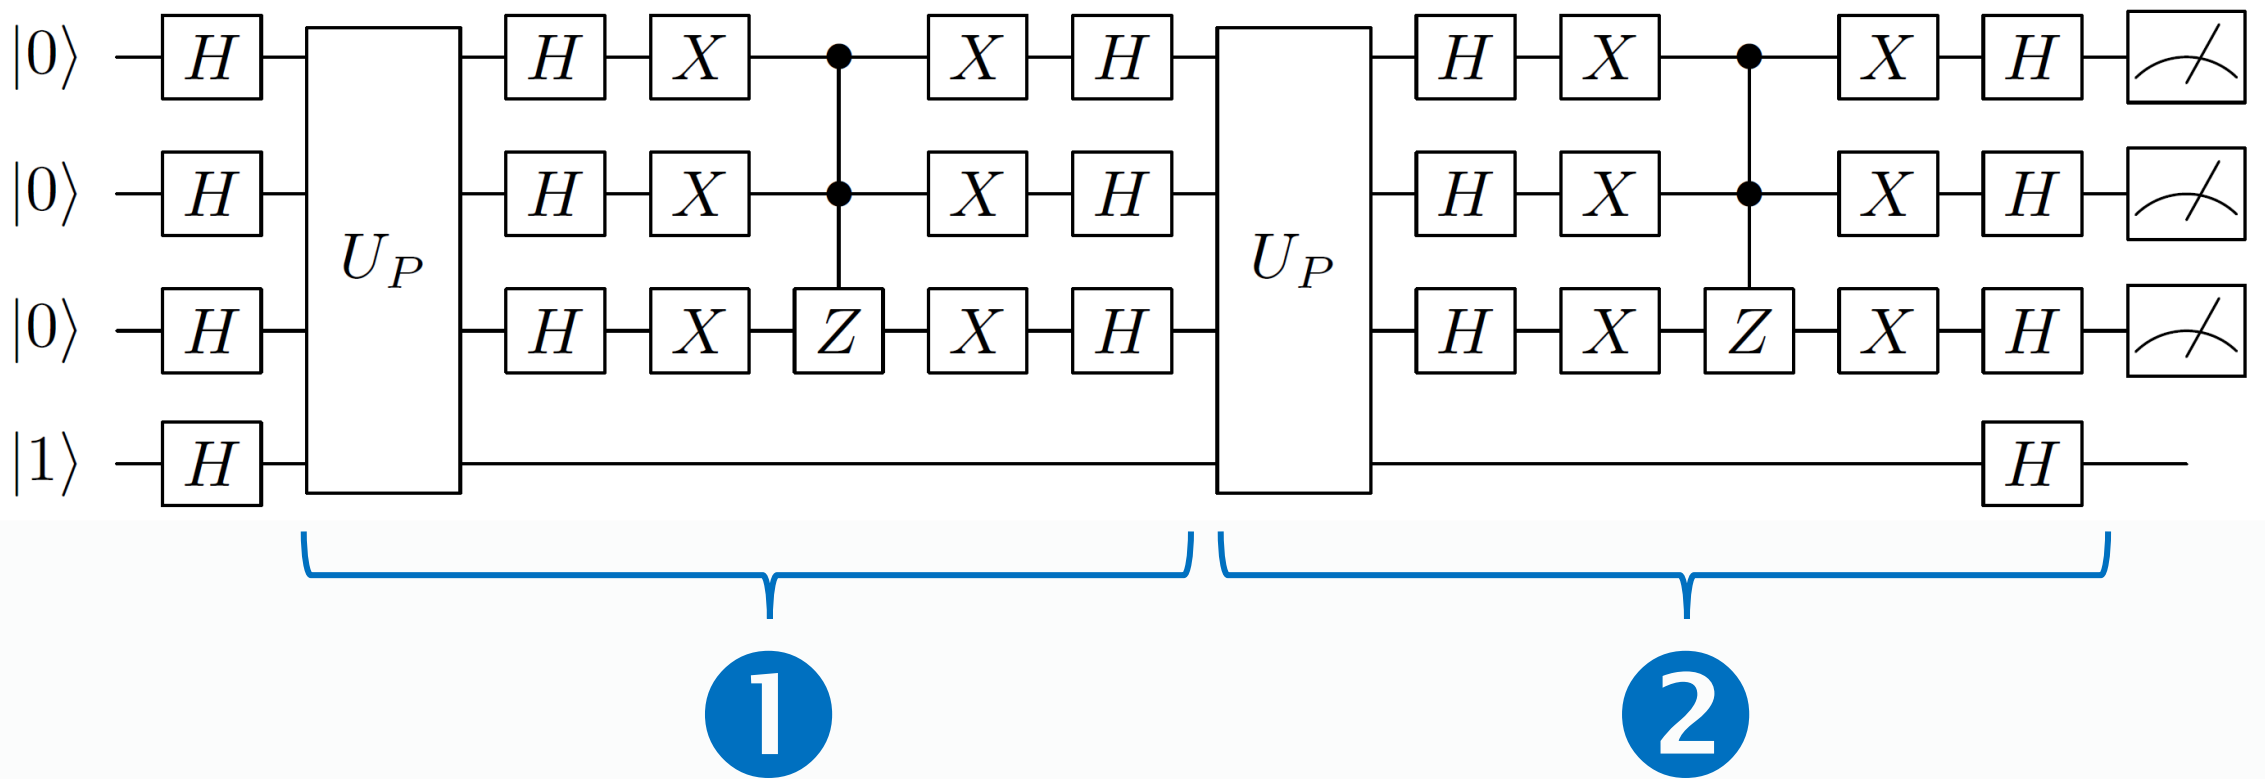 |0⟩ H H X X H H X X H
|0⟩ H H X X H H X X H
U_P U_P
|0⟩ H H X Z X H H X Z X H
|1⟩ H H
1 2